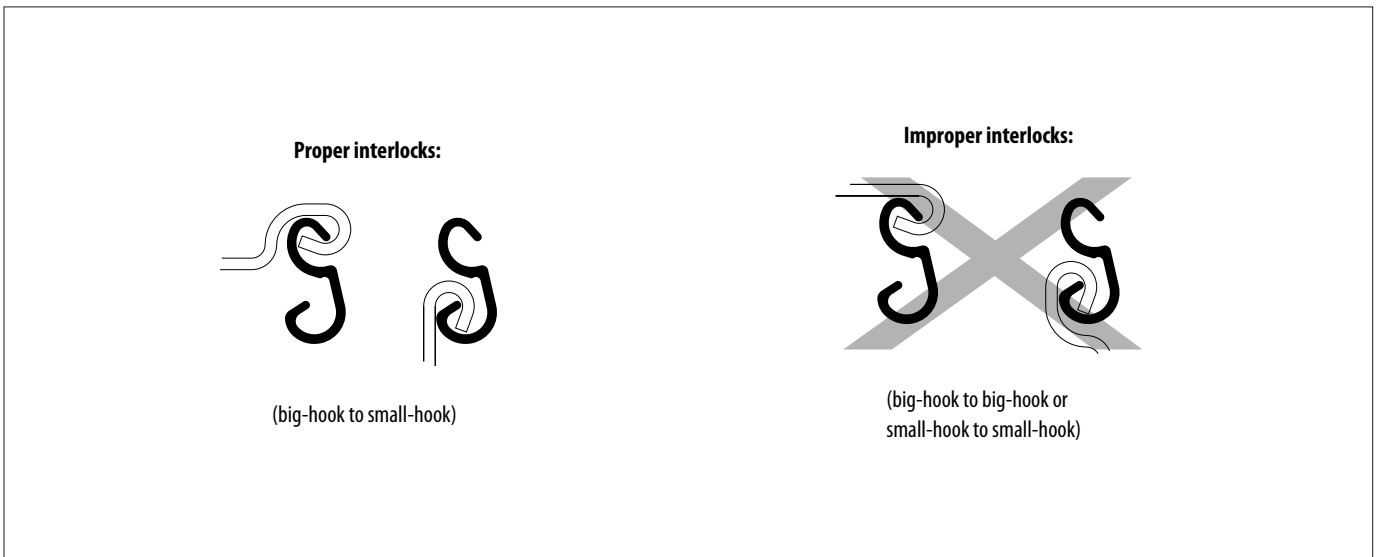 Proper interlocks:
(big-hook to small-hook)
Improper interlocks:
(big-hook to big-hook or
small-hook to small-hook)